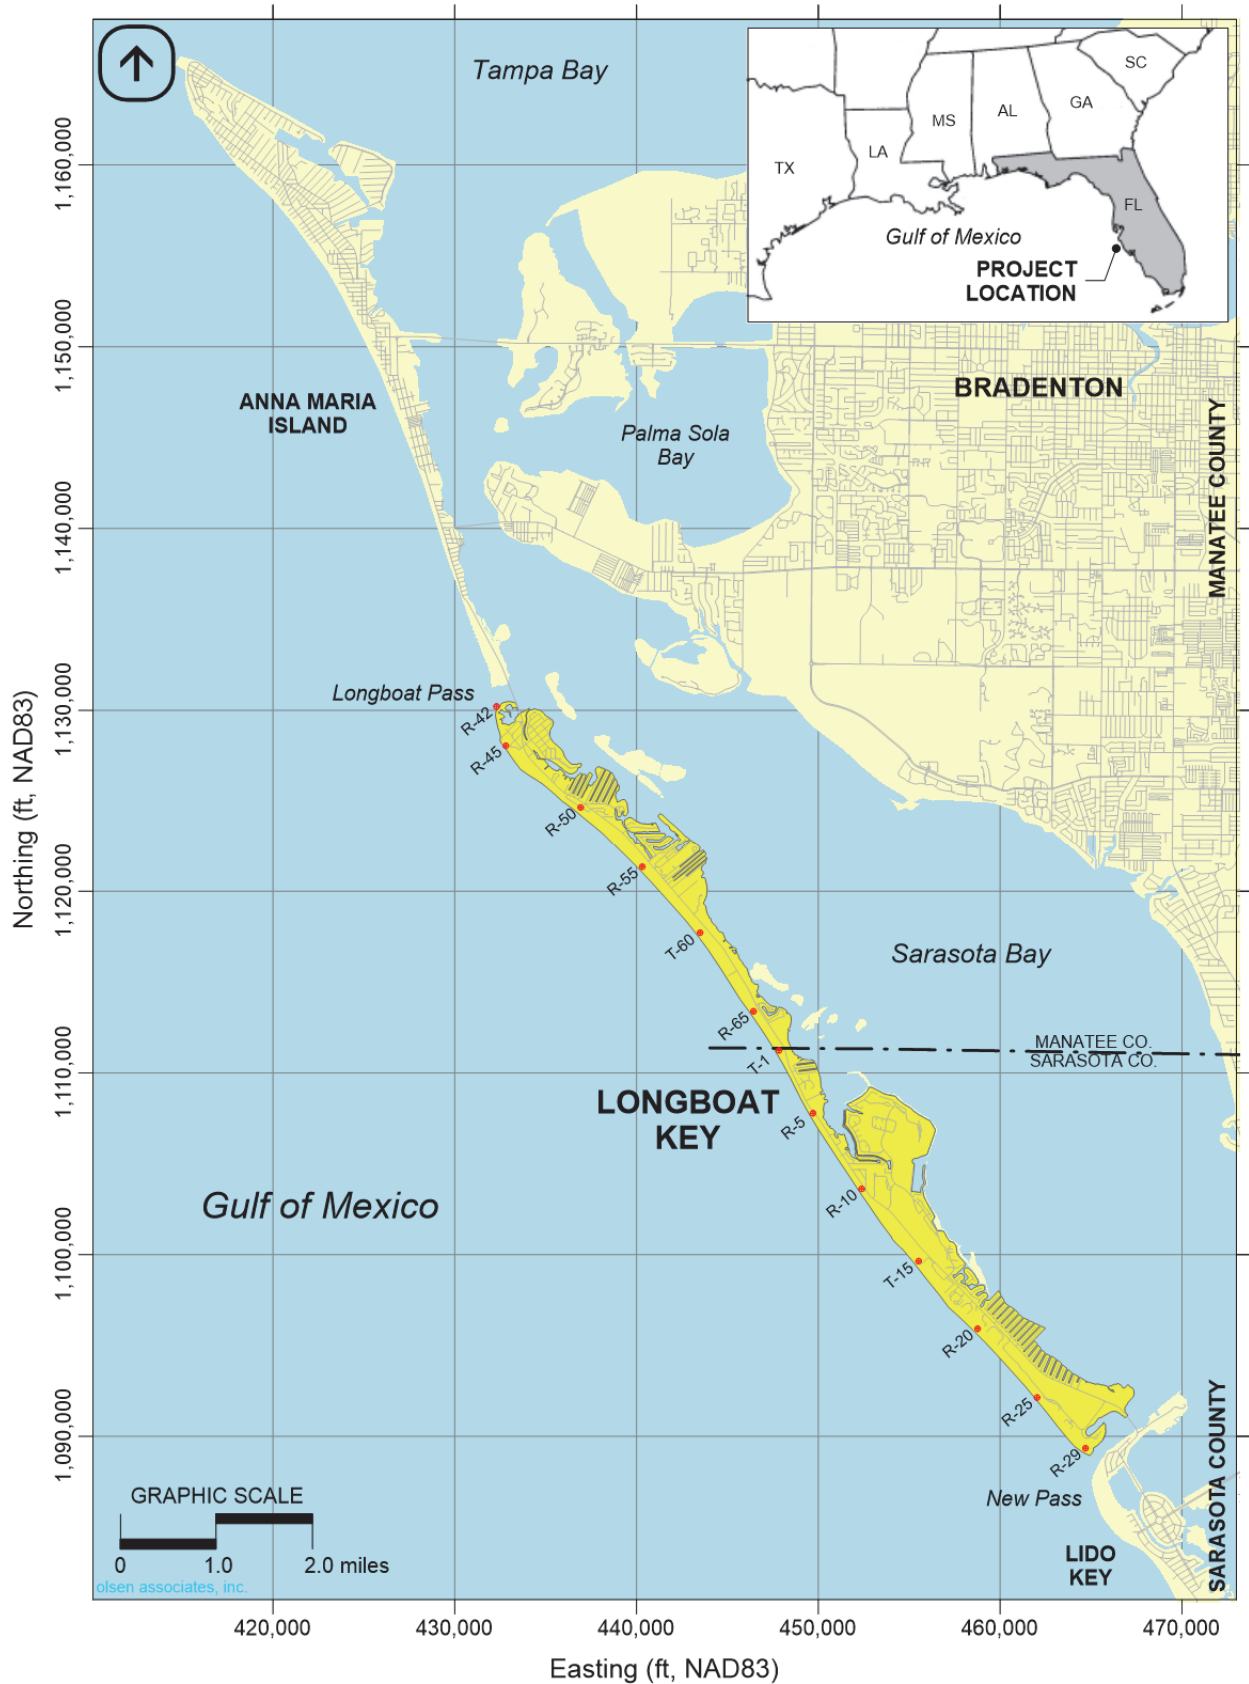 Tampa Bay
TX
LA
MS
AL
GA
SC
FL
Gulf of Mexico
PROJECT
LOCATION
1,160,000
1,150,000
1,140,000
1,130,000
1,120,000
1,110,000
1,100,000
1,090,000
Northing (ft, NAD83)
ANNA MARIA
ISLAND
BRADENTON
Palma Sola
Bay
MANATEE COUNTY
Longboat Pass
R-42
R-45
R-50
R-55
T-60
R-65
T-1
R-5
R-10
T-15
R-20
R-25
R-29
Sarasota Bay
MANATEE CO.
SARASOTA CO.
LONGBOAT
KEY
Gulf of Mexico
New Pass
LIDO
KEY
SARASOTA COUNTY
GRAPHIC SCALE
0 1.0 2.0 miles
olsen associates, inc.
420,000 430,000 440,000 450,000 460,000 470,000
Easting (ft, NAD83)